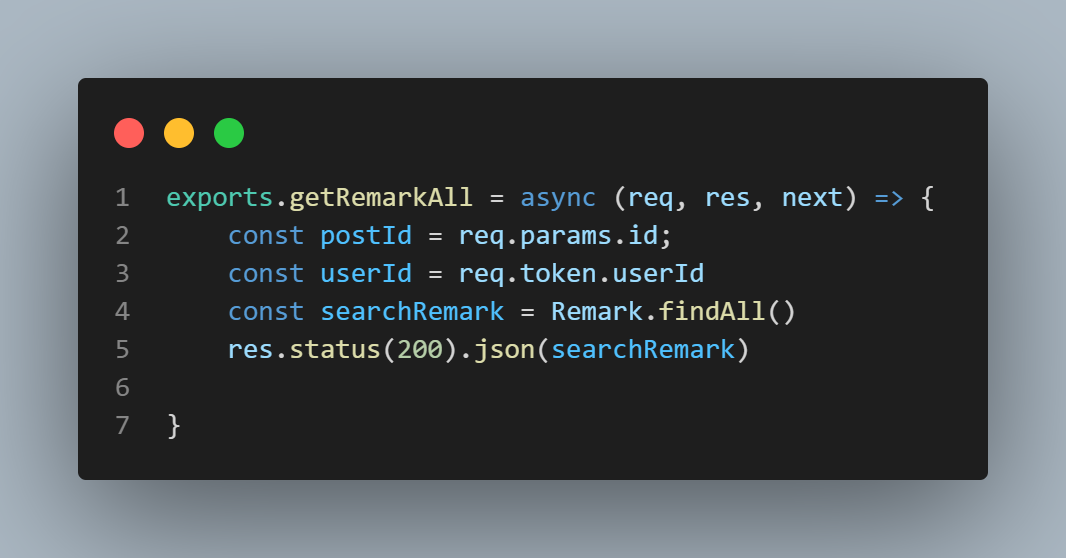 1 exports.getRemarkAll = async (req, res, next) => {
2     const postId = req.params.id;
3     const userId = req.token.userId
4     const searchRemark = Remark.findAll()
5     res.status(200).json(searchRemark)
6
7 }